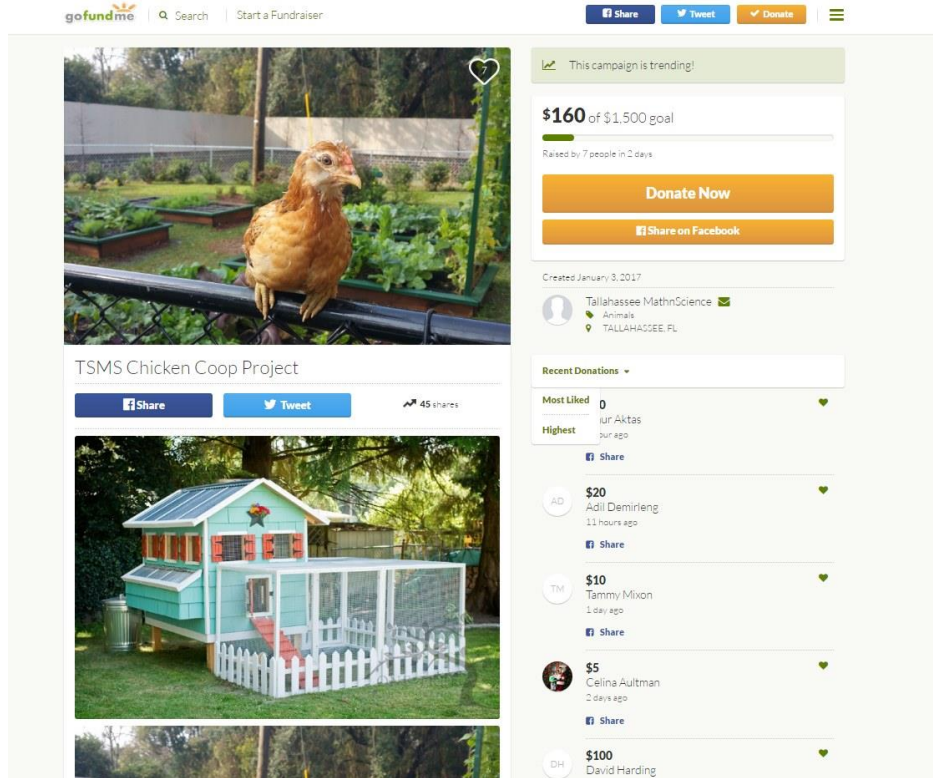 gofundme
Search
Start a Fundraiser
Share
Tweet
Donate
7
This campaign is trending!
$160 of $1,500 goal
Raised by 7 people in 2 days
Donate Now
Share on Facebook
Created January 3, 2017
Tallahassee MathnScience
Animals
TALLAHASSEE, FL
TSMS Chicken Coop Project
Share
Tweet
45 shares
Recent Donations
Most Liked
Highest
Aktas
ago
Share
AD
$20
Adil Demirleng
11 hours ago
Share
TM
$10
Tammy Mixon
1 day ago
Share
$5
Celina Aultman
2 days ago
Share
DH
$100
David Harding